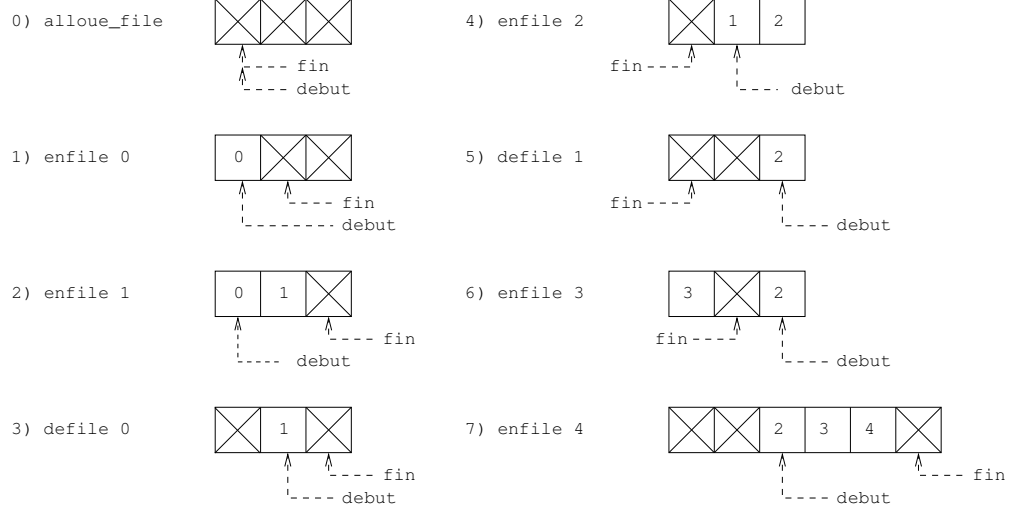 0) alloue_file
fin
debut
1) enfile 0
0
fin
debut
2) enfile 1
0 1
fin
debut
3) defile 0
1
fin
debut
4) enfile 2
1 2
fin
debut
5) defile 1
2
fin
debut
6) enfile 3
3 2
fin
debut
7) enfile 4
2 3 4
fin
debut